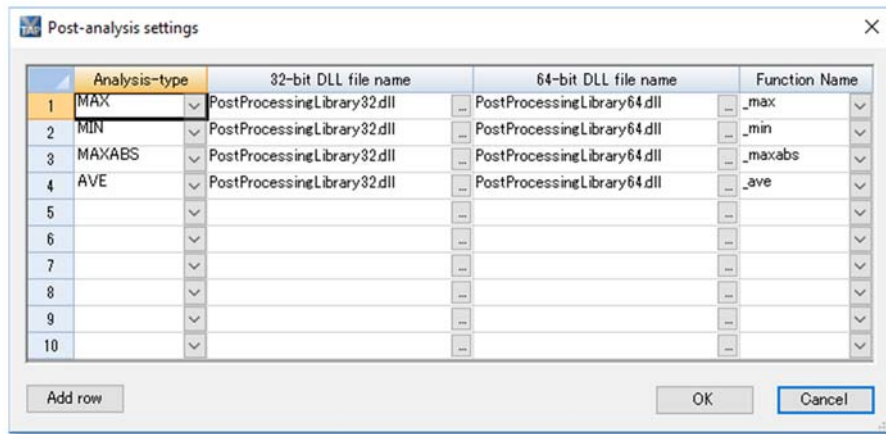 TAP Post-analysis settings
Analysis-type 32-bit DLL file name 64-bit DLL file name Function Name
1 MAX PostProcessingLibrary32.dll ... PostProcessingLibrary64.dll ... _max
2 MIN PostProcessingLibrary32.dll ... PostProcessingLibrary64.dll ... _min
3 MAXABS PostProcessingLibrary32.dll ... PostProcessingLibrary64.dll ... _maxabs
4 AVE PostProcessingLibrary32.dll ... PostProcessingLibrary64.dll ... _ave
5 ... ...
6 ... ...
7 ... ...
8 ... ...
9 ... ...
10 ... ...
Add row OK Cancel